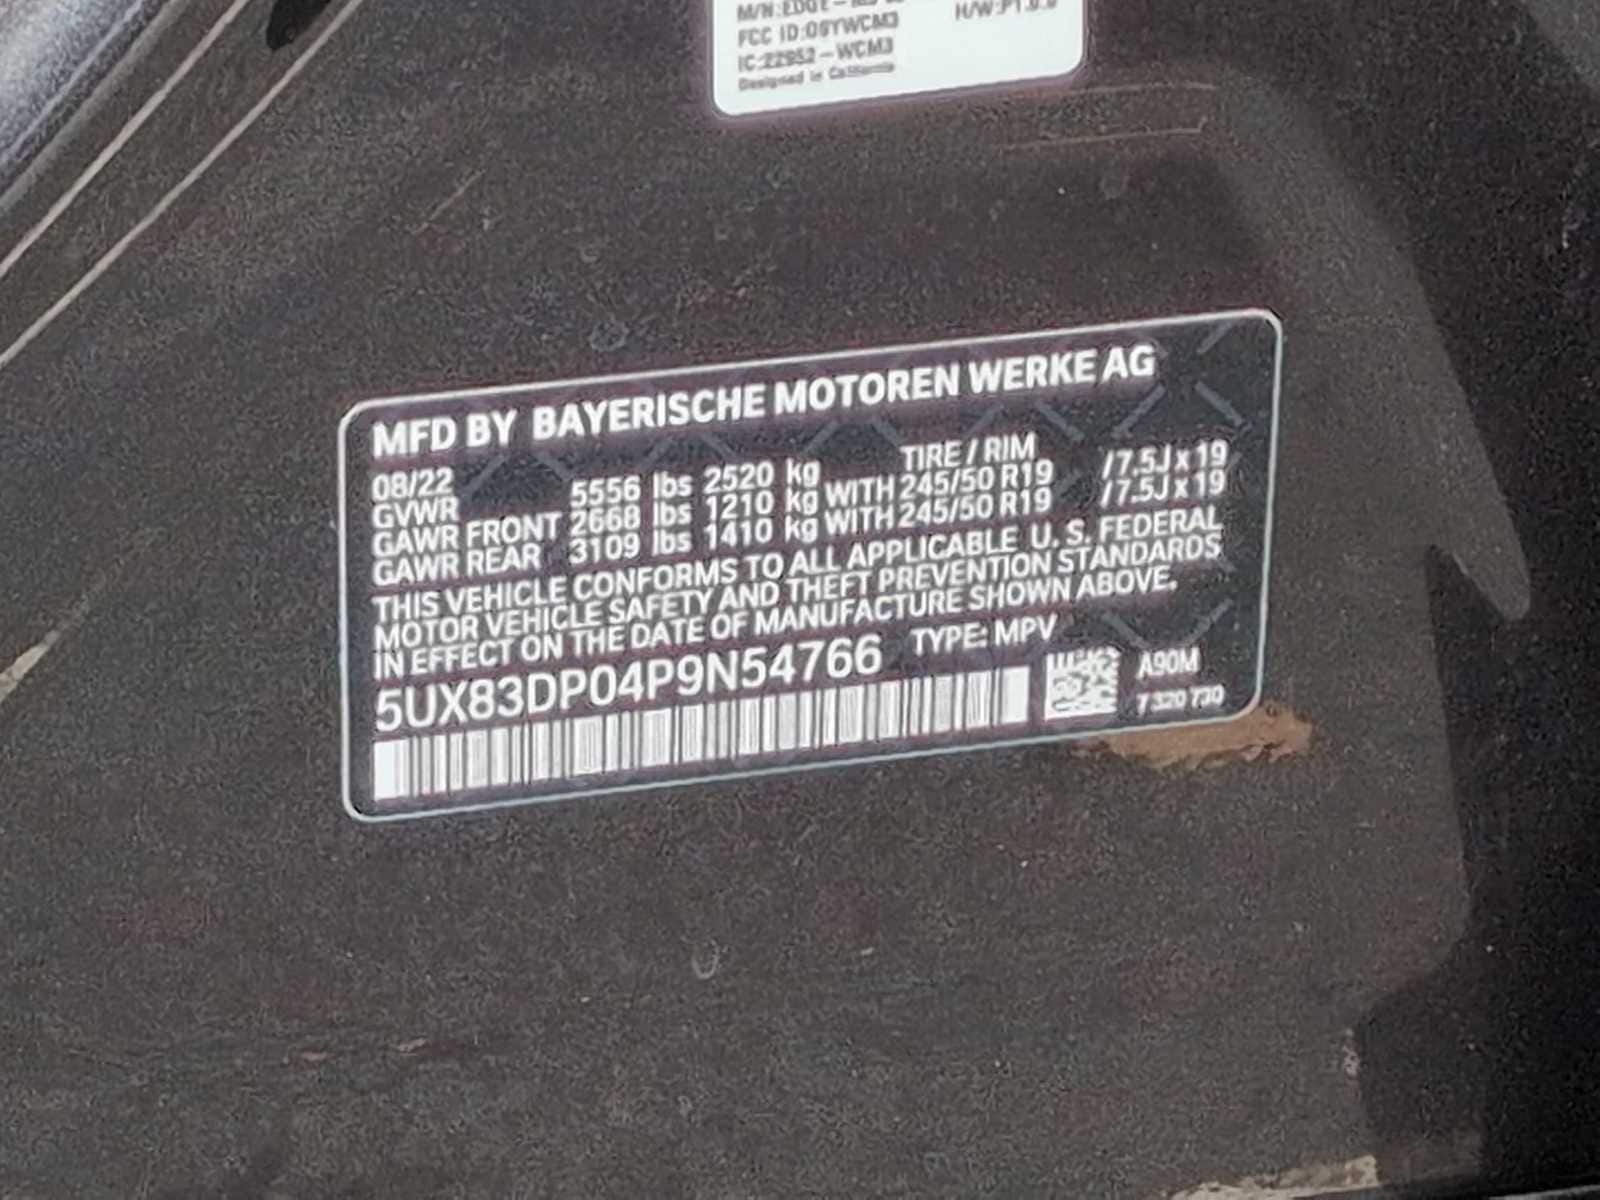 FCC ID:O8YWCM3
IC:22952-WCM3
Designed in California
MFD BY BAYERISCHE MOTOREN WERKE AG
08/22 TIRE / RIM
GVWR 5556 lbs 2520 kg
GAWR FRONT 2668 lbs 1210 kg WITH 245/50 R19 /7.5J x 19
GAWR REAR 3109 lbs 1410 kg WITH 245/50 R19 /7.5J x 19
THIS VEHICLE CONFORMS TO ALL APPLICABLE U. S. FEDERAL
MOTOR VEHICLE SAFETY AND THEFT PREVENTION STANDARDS
IN EFFECT ON THE DATE OF MANUFACTURE SHOWN ABOVE.
5UX83DP04P9N54766 TYPE: MPV
A90M
7 320 730